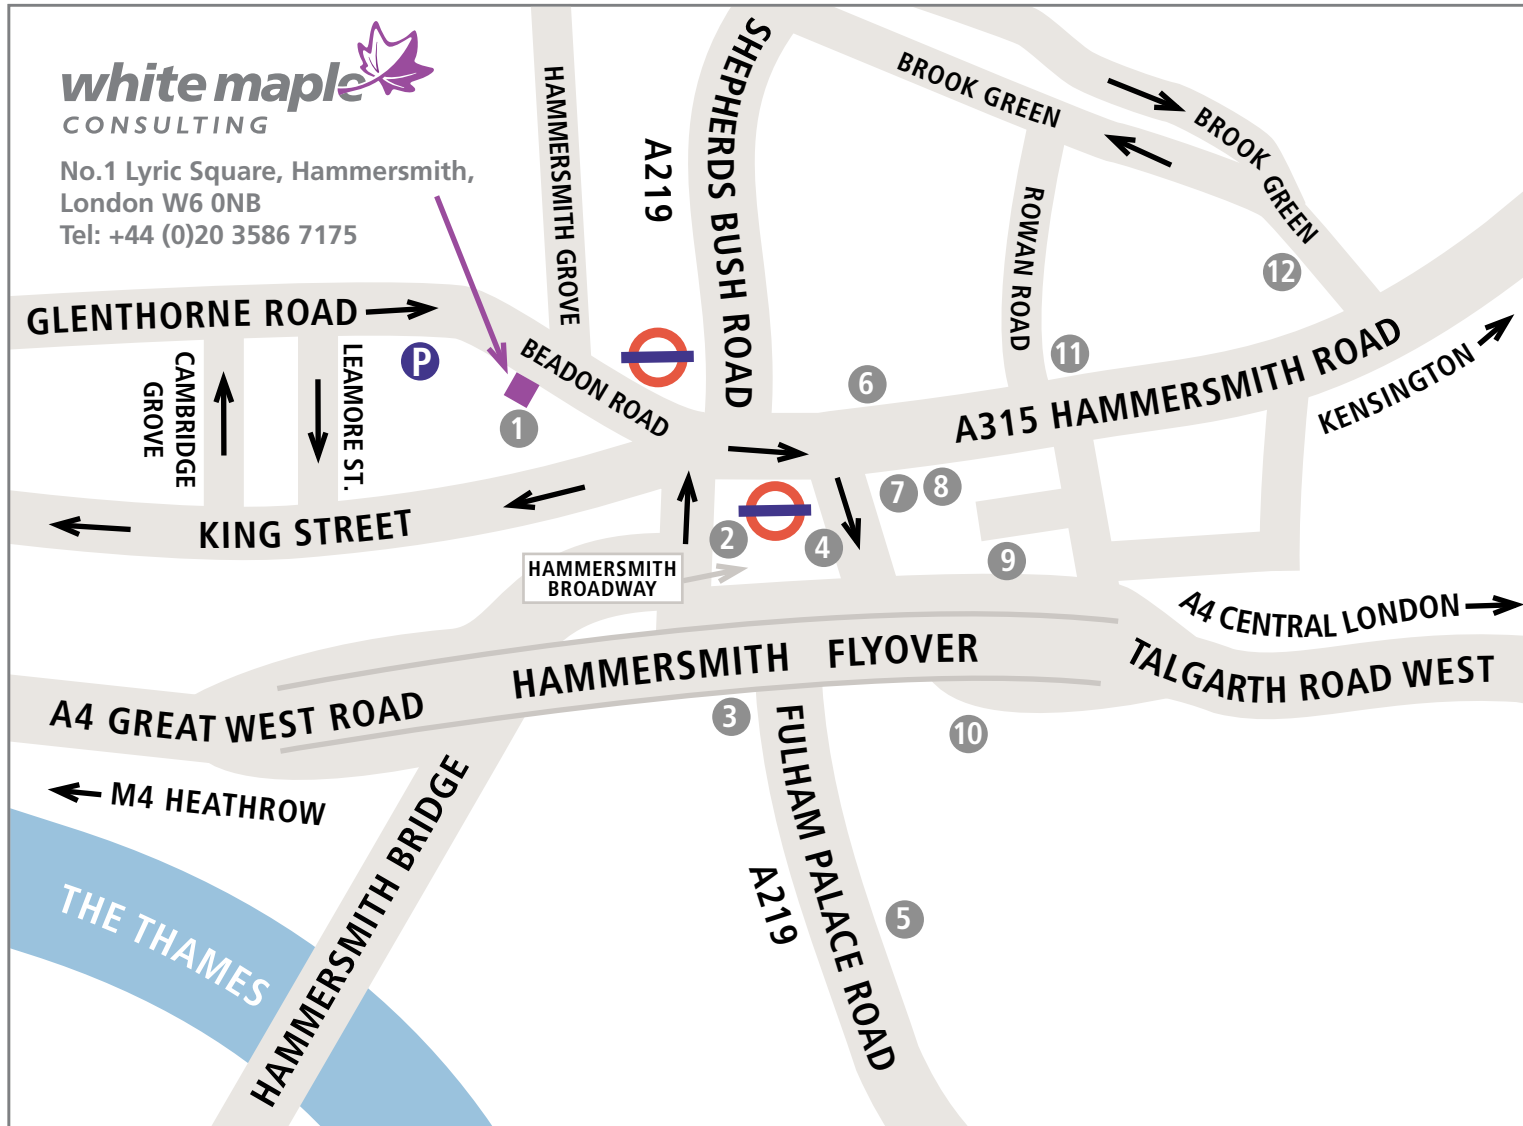 white maple
CONSULTING
No.1 Lyric Square, Hammersmith,
London W6 0NB
Tel: +44 (0)20 3586 7175
HAMMERSMITH GROVE
A219
SHEPHERDS BUSH ROAD
BROOK GREEN
BROOK GREEN
ROWAN ROAD
12
GLENTHORNE ROAD
P
CAMBRIDGE
GROVE
LEAMORE ST.
BEADON ROAD
1
6
11
A315 HAMMERSMITH ROAD
KENSINGTON
7
8
KING STREET
2
4
9
HAMMERSMITH
BROADWAY
A4 CENTRAL LONDON
HAMMERSMITH FLYOVER
TALGARTH ROAD WEST
A4 GREAT WEST ROAD
3
10
M4 HEATHROW
HAMMERSMITH BRIDGE
FULHAM PALACE ROAD
A219
5
THE THAMES